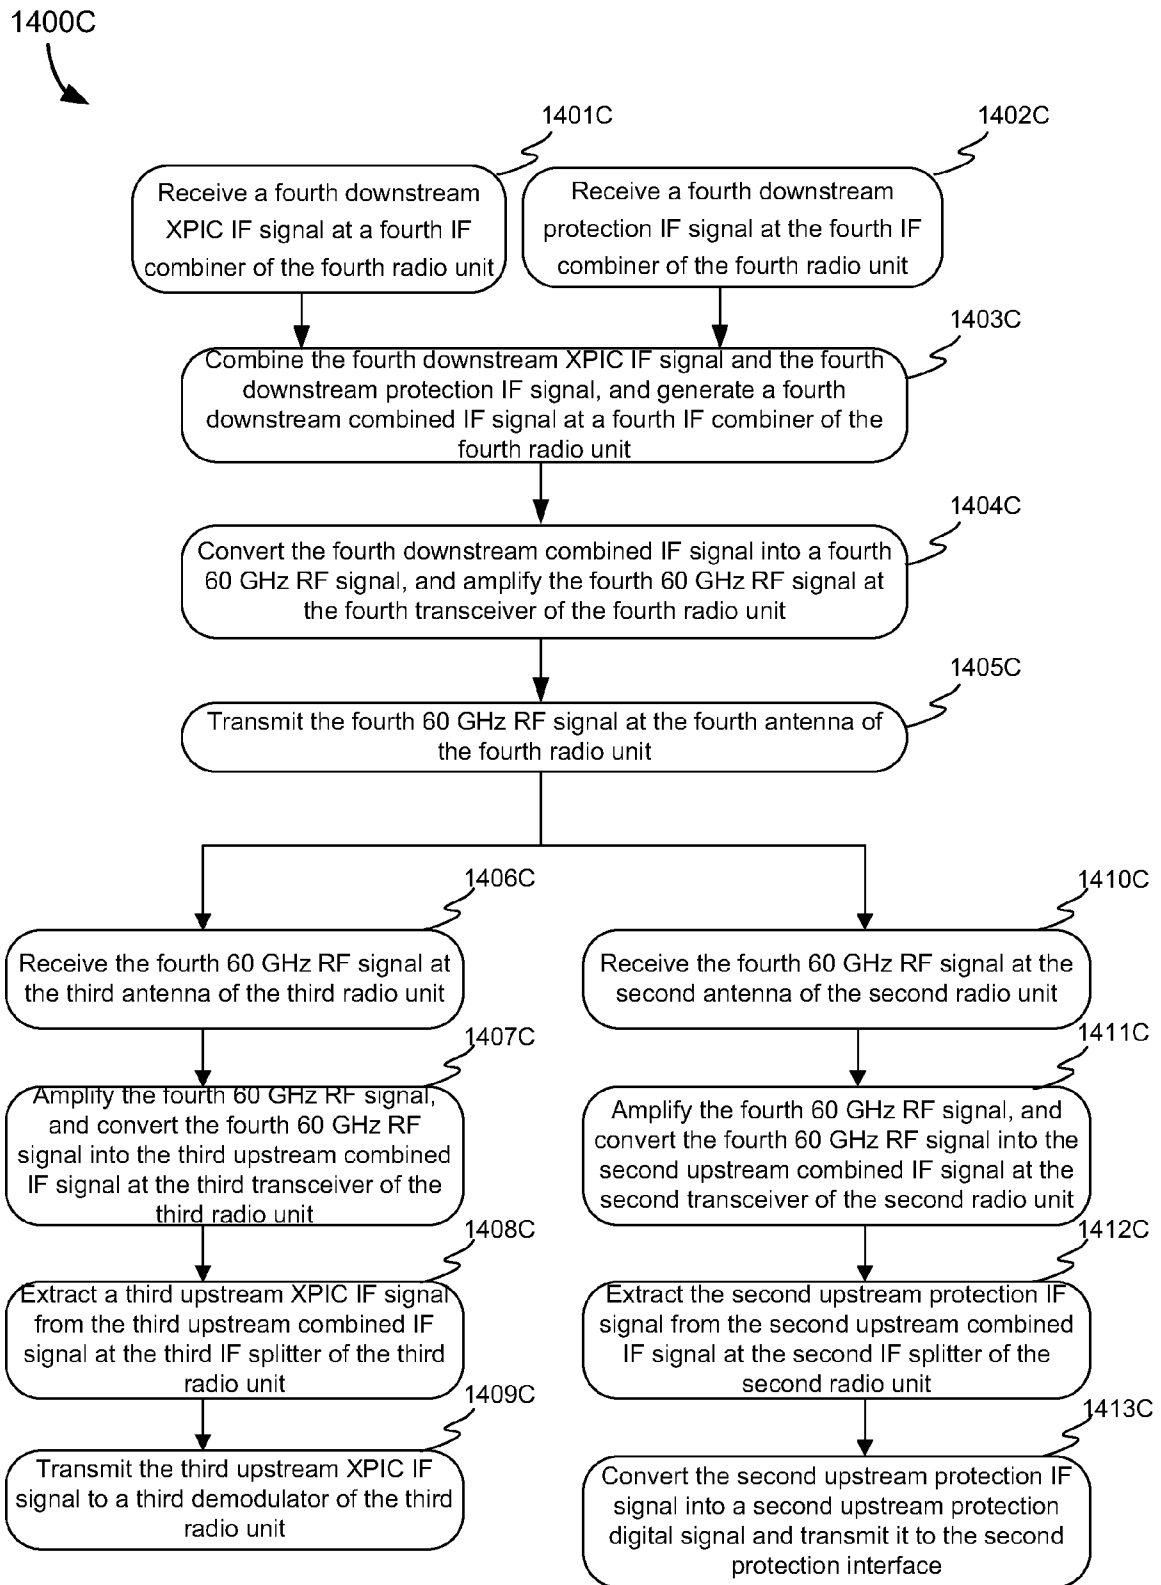 1400C
1401C
1402C
Receive a fourth downstream
XPIC IF signal at a fourth IF
combiner of the fourth radio unit
Receive a fourth downstream
protection IF signal at the fourth IF
combiner of the fourth radio unit
1403C
Combine the fourth downstream XPIC IF signal and the fourth
downstream protection IF signal, and generate a fourth
downstream combined IF signal at a fourth IF combiner of the
fourth radio unit
1404C
Convert the fourth downstream combined IF signal into a fourth
60 GHz RF signal, and amplify the fourth 60 GHz RF signal at
the fourth transceiver of the fourth radio unit
1405C
Transmit the fourth 60 GHz RF signal at the fourth antenna of
the fourth radio unit
1406C
Receive the fourth 60 GHz RF signal at
the third antenna of the third radio unit
1407C
Amplify the fourth 60 GHz RF signal,
and convert the fourth 60 GHz RF
signal into the third upstream combined
IF signal at the third transceiver of the
third radio unit
1408C
Extract a third upstream XPIC IF signal
from the third upstream combined IF
signal at the third IF splitter of the third
radio unit
1409C
Transmit the third upstream XPIC IF
signal to a third demodulator of the third
radio unit
1410C
Receive the fourth 60 GHz RF signal at the
second antenna of the second radio unit
1411C
Amplify the fourth 60 GHz RF signal, and
convert the fourth 60 GHz RF signal into the
second upstream combined IF signal at the
second transceiver of the second radio unit
1412C
Extract the second upstream protection IF
signal from the second upstream combined
IF signal at the second IF splitter of the
second radio unit
1413C
Convert the second upstream protection IF
signal into a second upstream protection
digital signal and transmit it to the second
protection interface